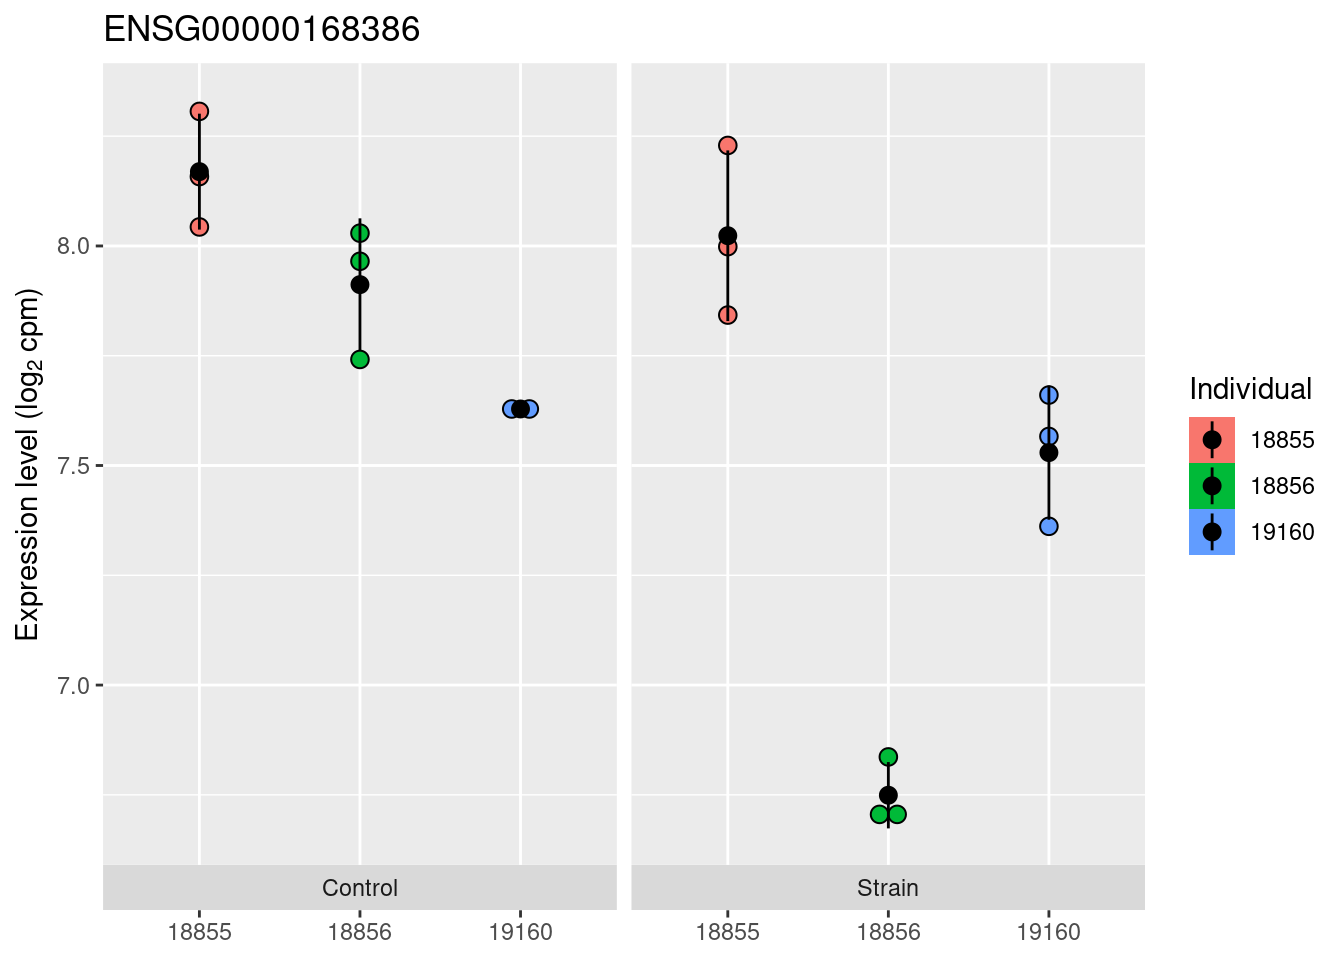 ENSG00000168386
Expression level (log₂ cpm)
8.0
7.5
7.0
Control
Strain
18855
18856
19160
18855
18856
19160
Individual
18855
18856
19160